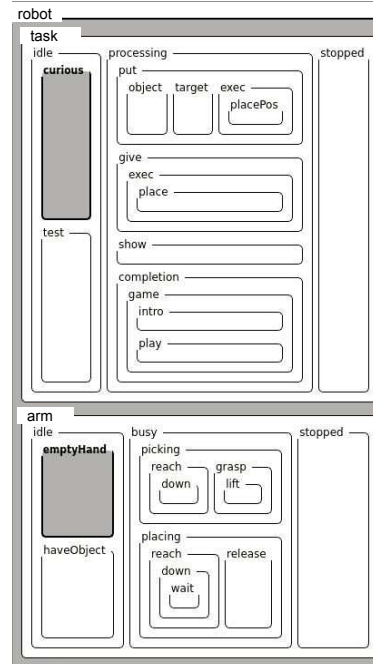 robot
task
idle processing stopped
curious put
object target exec
placePos
give
exec
place
test
show
completion
game
intro
play
arm
idle busy stopped
emptyHand picking
reach grasp
down lift
placing
haveObject reach release
down
wait